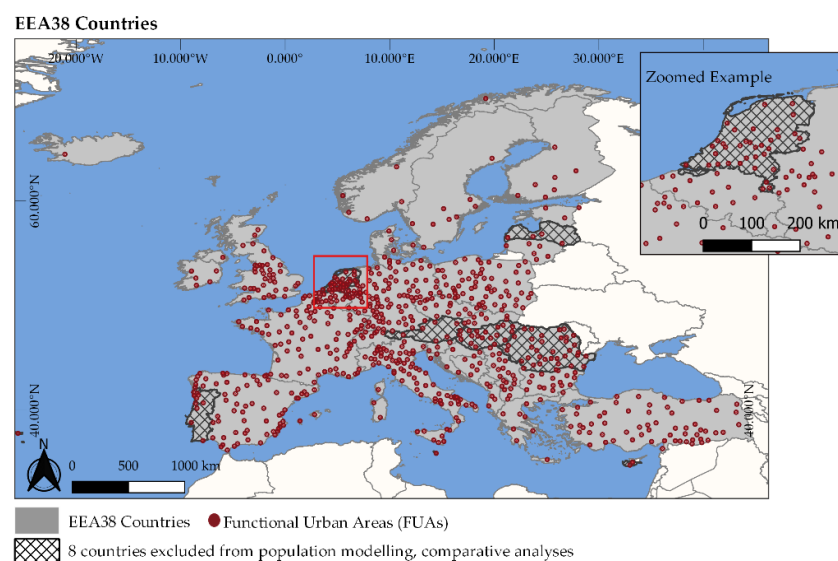 EEA38 Countries
20.000°W 10.000°W 0.000° 10.000°E 20.000°E 30.000°E
Zoomed Example
60.000°N
0 100 200 km
40.000°N
40.000°N
N
0 500 1000 km
EEA38 Countries Functional Urban Areas (FUAs)
8 countries excluded from population modelling, comparative analyses